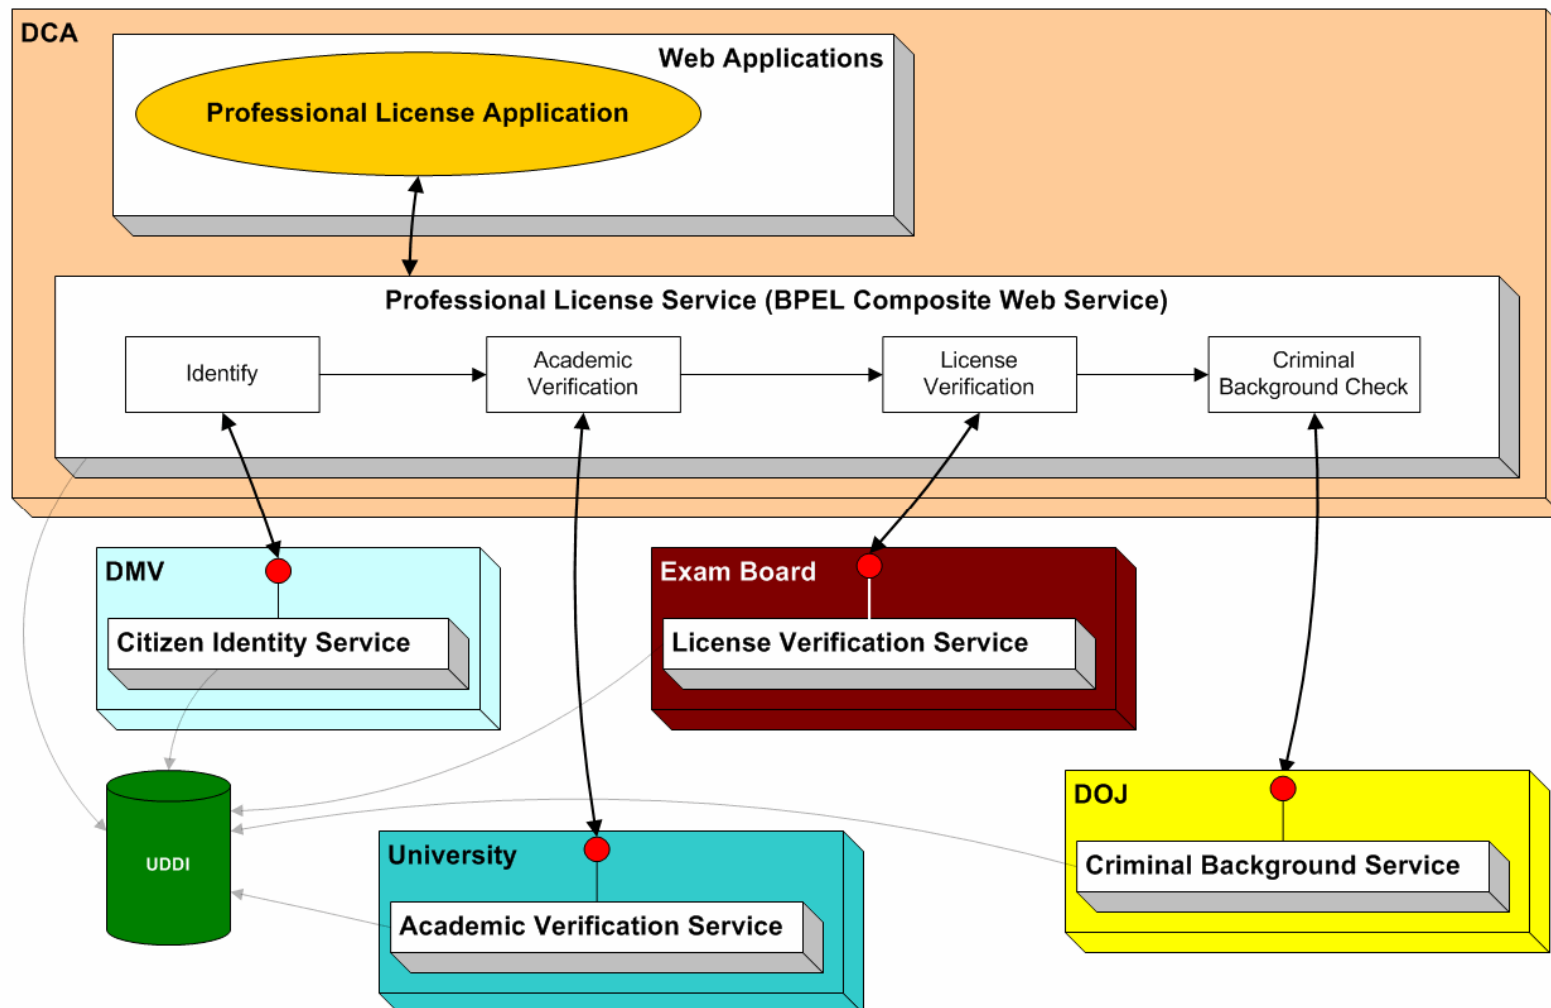 DCA
Web Applications
Professional License Application
Professional License Service (BPEL Composite Web Service)
Identify
Academic
Verification
License
Verification
Criminal
Background Check
DMV
Citizen Identity Service
Exam Board
License Verification Service
UDDI
University
Academic Verification Service
DOJ
Criminal Background Service